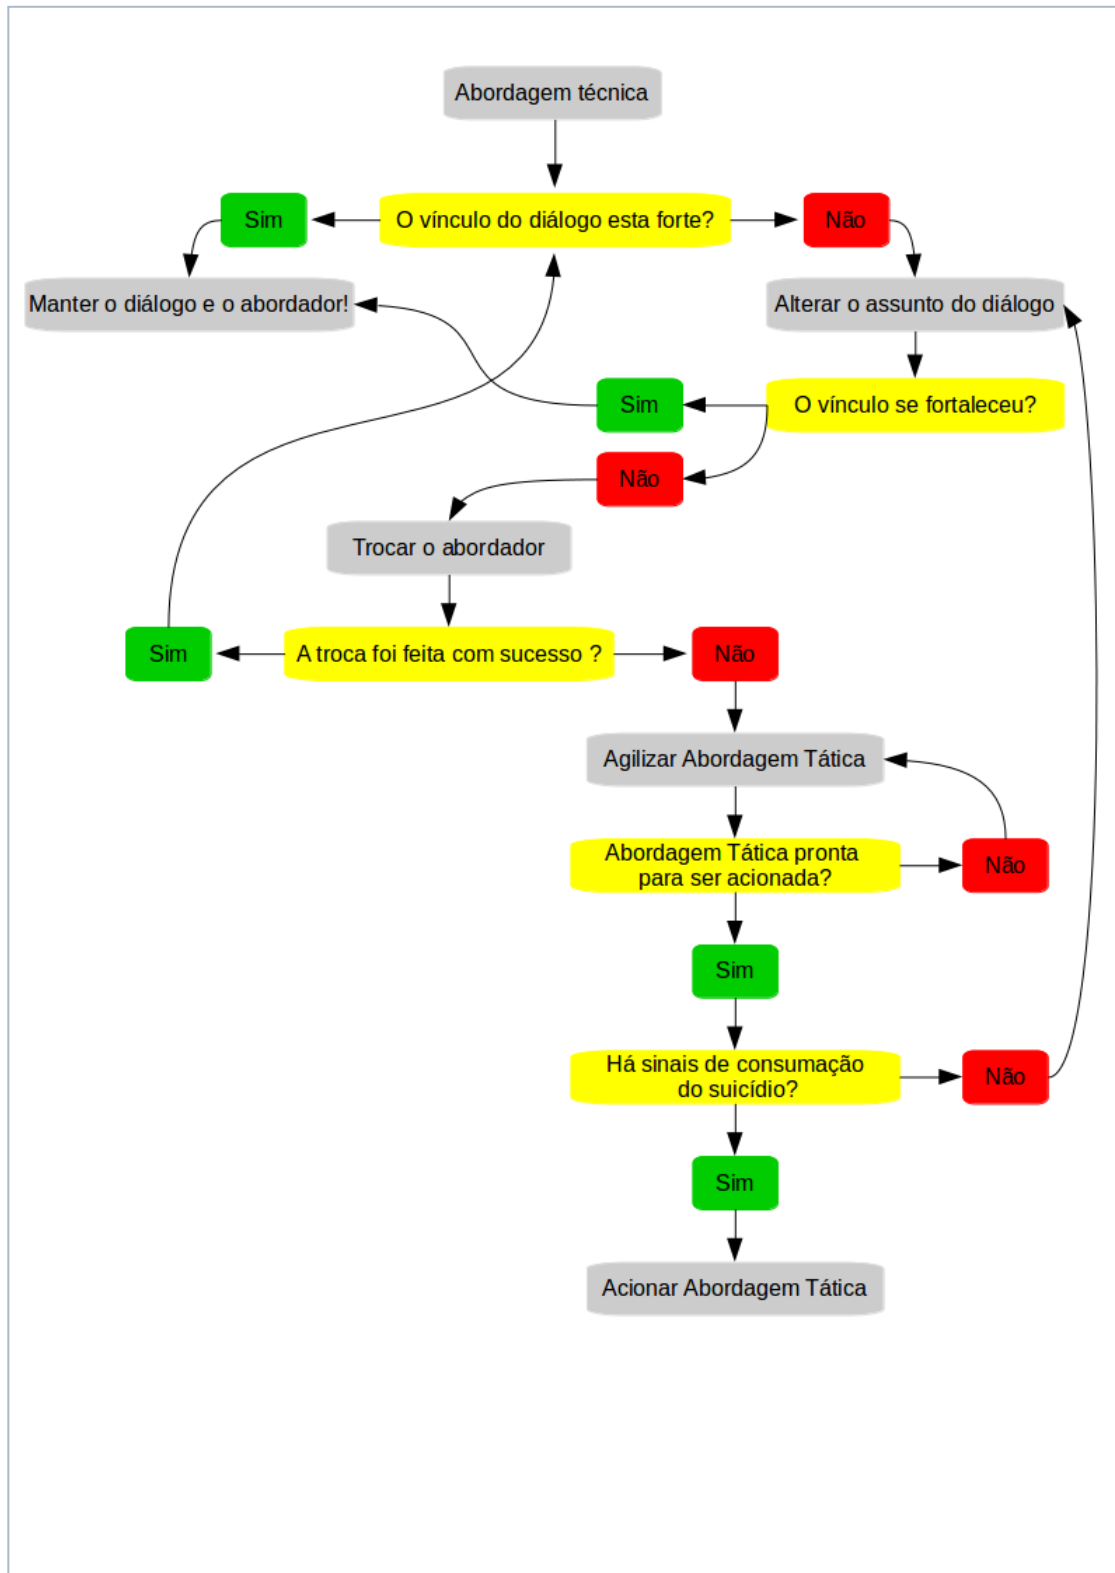 Abordagem técnica
Sim
O vínculo do diálogo esta forte?
Não
Manter o diálogo e o abordador!
Alterar o assunto do diálogo
Sim
O vínculo se fortaleceu?
Não
Trocar o abordador
Sim
A troca foi feita com sucesso ?
Não
Agilizar Abordagem Tática
Abordagem Tática pronta
para ser acionada?
Não
Sim
Há sinais de consumação
do suicídio?
Não
Sim
Acionar Abordagem Tática